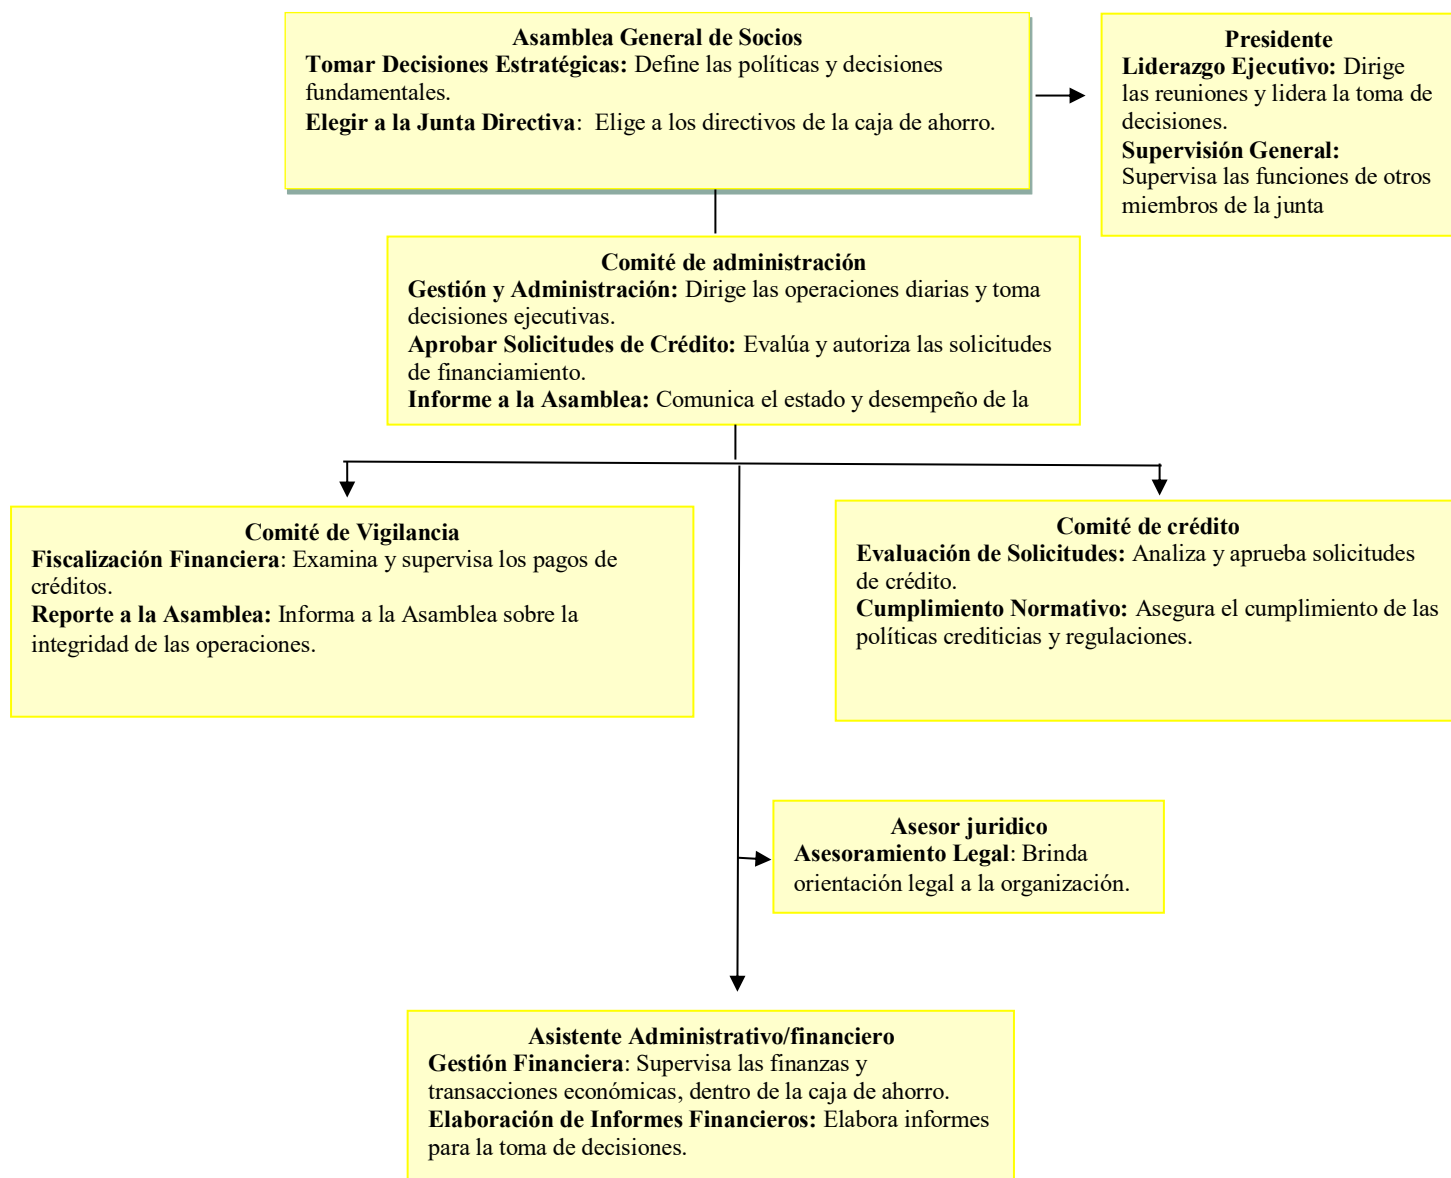 Asamblea General de Socios
Tomar Decisiones Estratégicas: Define las políticas y decisiones
fundamentales.
Elegir a la Junta Directiva:  Elige a los directivos de la caja de ahorro.
Presidente
Liderazgo Ejecutivo: Dirige
las reuniones y lidera la toma de
decisiones.
Supervisión General:
Supervisa las funciones de otros
miembros de la junta
Comité de administración
Gestión y Administración: Dirige las operaciones diarias y toma
decisiones ejecutivas.
Aprobar Solicitudes de Crédito: Evalúa y autoriza las solicitudes
de financiamiento.
Informe a la Asamblea: Comunica el estado y desempeño de la
Comité de Vigilancia
Fiscalización Financiera: Examina y supervisa los pagos de
créditos.
Reporte a la Asamblea: Informa a la Asamblea sobre la
integridad de las operaciones.
Comité de crédito
Evaluación de Solicitudes: Analiza y aprueba solicitudes
de crédito.
Cumplimiento Normativo: Asegura el cumplimiento de las
políticas crediticias y regulaciones.
Asesor juridico
Asesoramiento Legal: Brinda
orientación legal a la organización.
Asistente Administrativo/financiero
Gestión Financiera: Supervisa las finanzas y
transacciones económicas, dentro de la caja de ahorro.
Elaboración de Informes Financieros: Elabora informes
para la toma de decisiones.